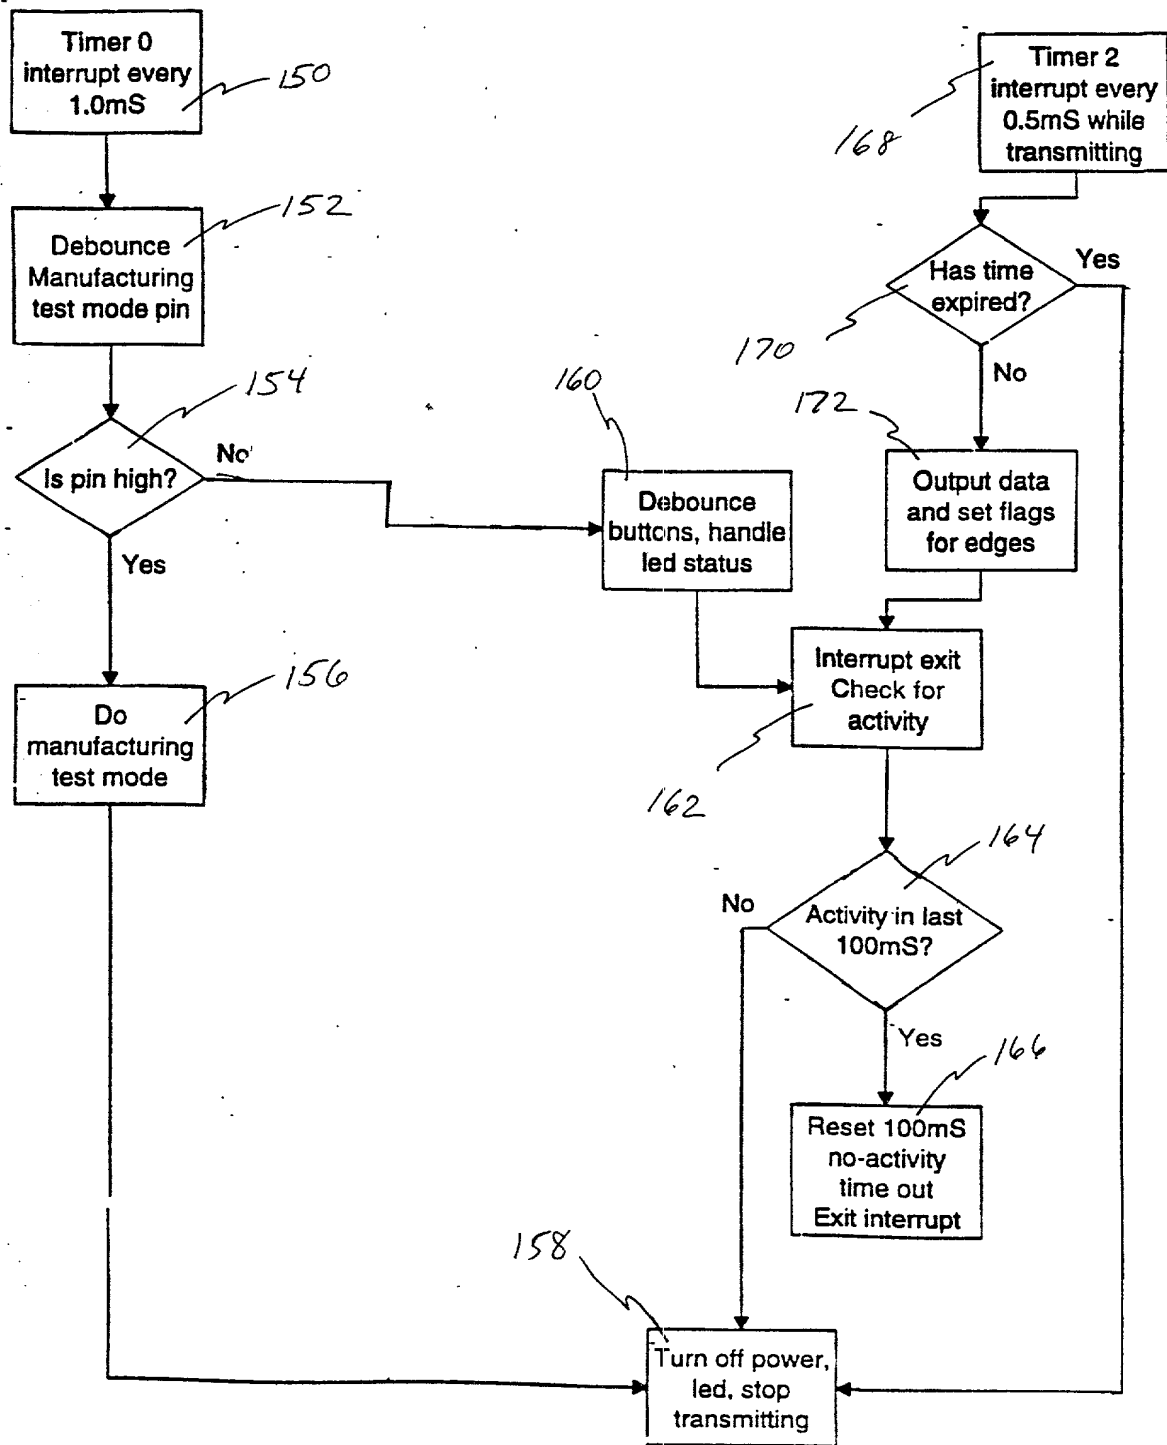 Timer 0
interrupt every
1.0mS
150
Debounce
Manufacturing
test mode pin
152
Is pin high?
154
No
Yes
Do
manufacturing
test mode
156
Debounce
buttons, handle
led status
160
Timer 2
interrupt every
0.5mS while
transmitting
168
Has time
expired?
170
Yes
No
172
Output data
and set flags
for edges
Interrupt exit
Check for
activity
162
Activity in last
100mS?
164
No
Yes
166
Reset 100mS
no-activity
time out
Exit interrupt
158
Turn off power,
led, stop
transmitting